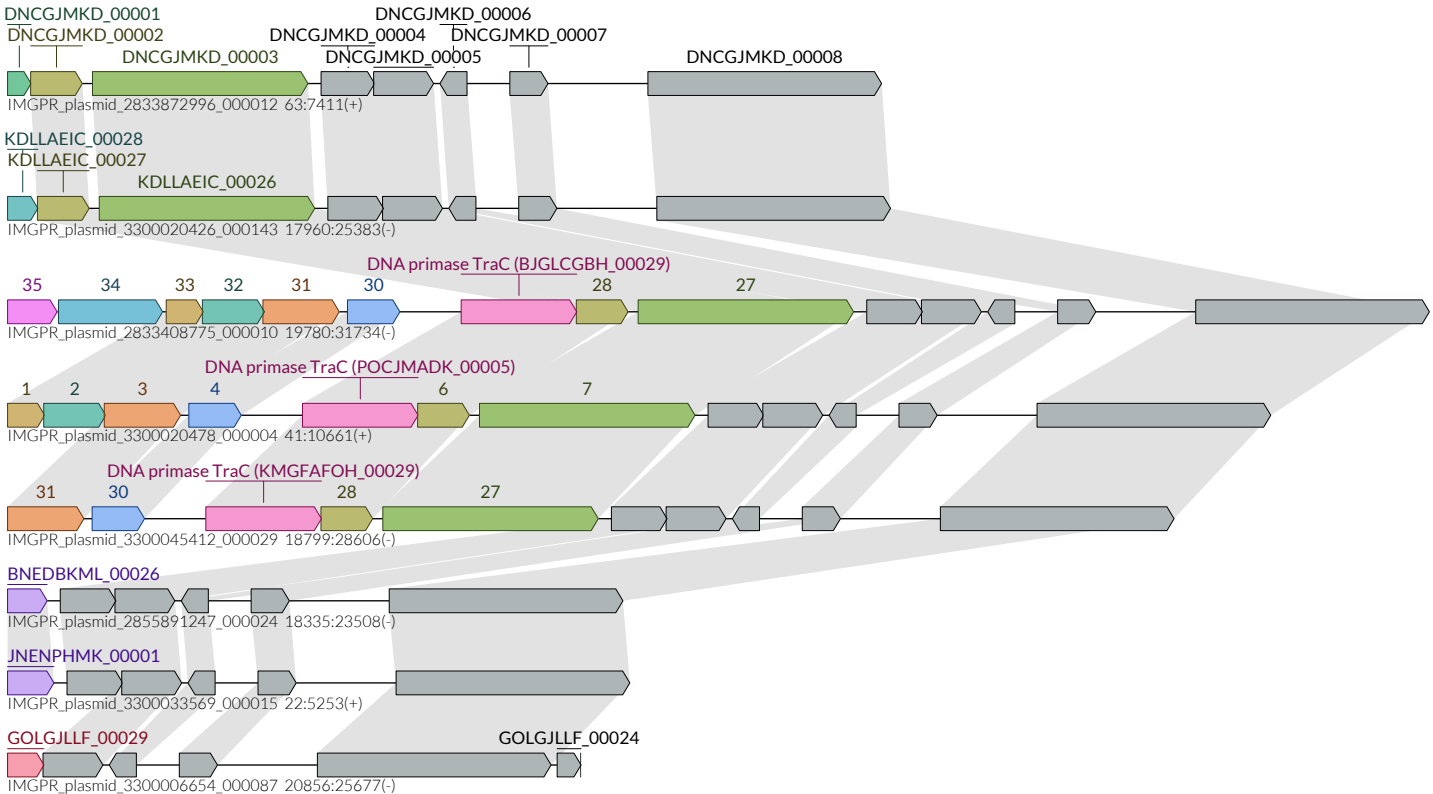 DNCGJMKD_00001
DNCGJMKD_00006
DNCGJMKD_00002
DNCGJMKD_00004
DNCGJMKD_00007
DNCGJMKD_00003
DNCGJMKD_00005
DNCGJMKD_00008
IMGPR_plasmid_2833872996_000012 63:7411(+)
KDLLAEIC_00028
KDLLAEIC_00027
KDLLAEIC_00026
IMGPR_plasmid_3300020426_000143 17960:25383(-)
DNA primase TraC (BJGLCGBH_00029)
35 34 33 32 31 30 28 27
IMGPR_plasmid_2833408775_000010 19780:31734(-)
DNA primase TraC (POCJMADK_00005)
1 2 3 4 6 7
IMGPR_plasmid_3300020478_000004 41:10661(+)
DNA primase TraC (KMGFAFOH_00029)
31 30 28 27
IMGPR_plasmid_3300045412_000029 18799:28606(-)
BNEDBKML_00026
IMGPR_plasmid_2855891247_000024 18335:23508(-)
JNENPHMK_00001
IMGPR_plasmid_3300033569_000015 22:5253(+)
GOLGJLLF_00029
GOLGJLLF_00024
IMGPR_plasmid_3300006654_000087 20856:25677(-)